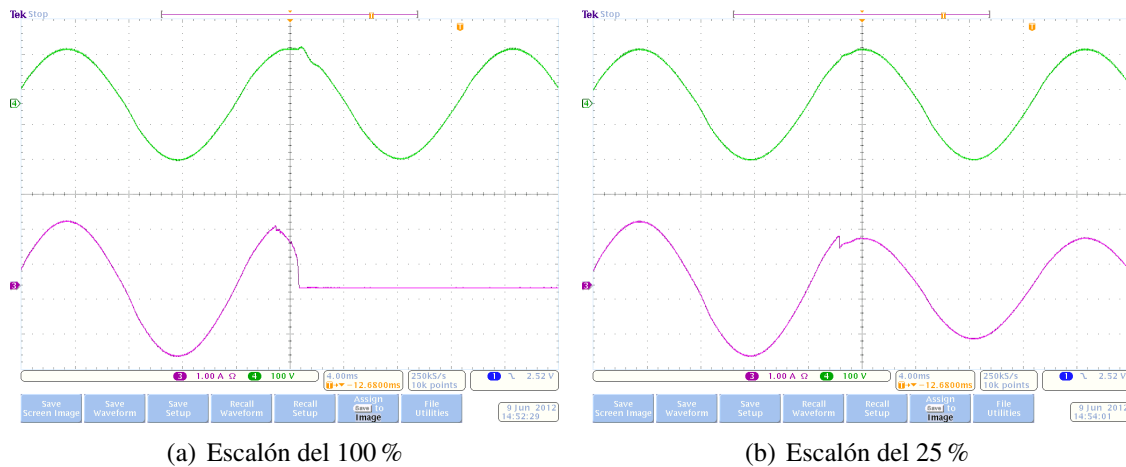 Tek Stop
T
T
4
3
3 1.00 A Ω 4 100 V
4.00ms
T→▼ −12.6800ms
250kS/s
10k points
1 2.52 V
Save Screen Image
Save Waveform
Save Setup
Recall Waveform
Recall Setup
Assign Save to Image
File Utilities
9 Jun 2012
14:52:29
(a) Escalón del 100 %
Tek Stop
T
T
4
3
3 1.00 A Ω 4 100 V
4.00ms
T→▼ −12.6800ms
250kS/s
10k points
1 2.52 V
Save Screen Image
Save Waveform
Save Setup
Recall Waveform
Recall Setup
Assign Save to Image
File Utilities
9 Jun 2012
14:54:01
(b) Escalón del 25 %